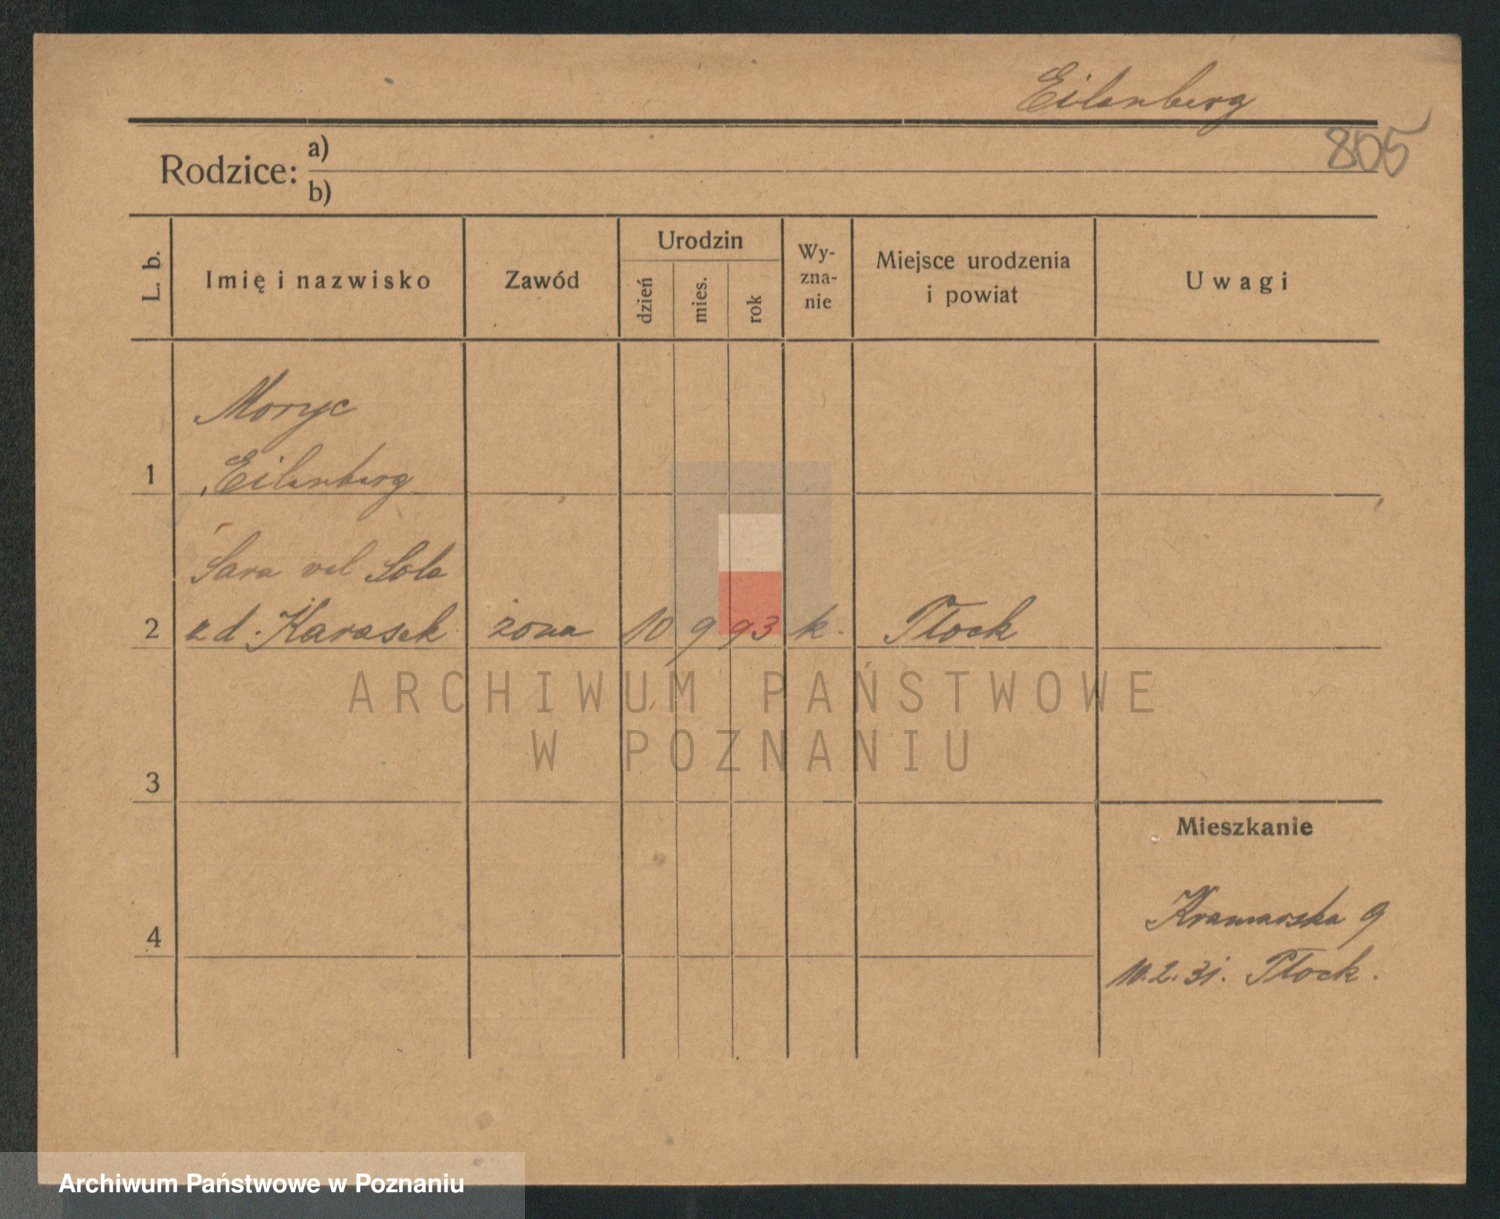 Eilenberg
805
Rodzice: a)
b)
L. b.
Imię i nazwisko
Zawód
Urodzin
dzień
mies.
rok
Wy-
zna-
nie
Miejsce urodzenia
i powiat
Uwagi
Moryc
1 Eilenberg
Sara vel Sola
2 z d. Karasek żona 10 9 93 k. Płock
ARCHIWUM PAŃSTWOWE
W POZNANIU
3
Mieszkanie
Kramarska 9
4
10.2.31. Płock.
Archiwum Państwowe w Poznaniu